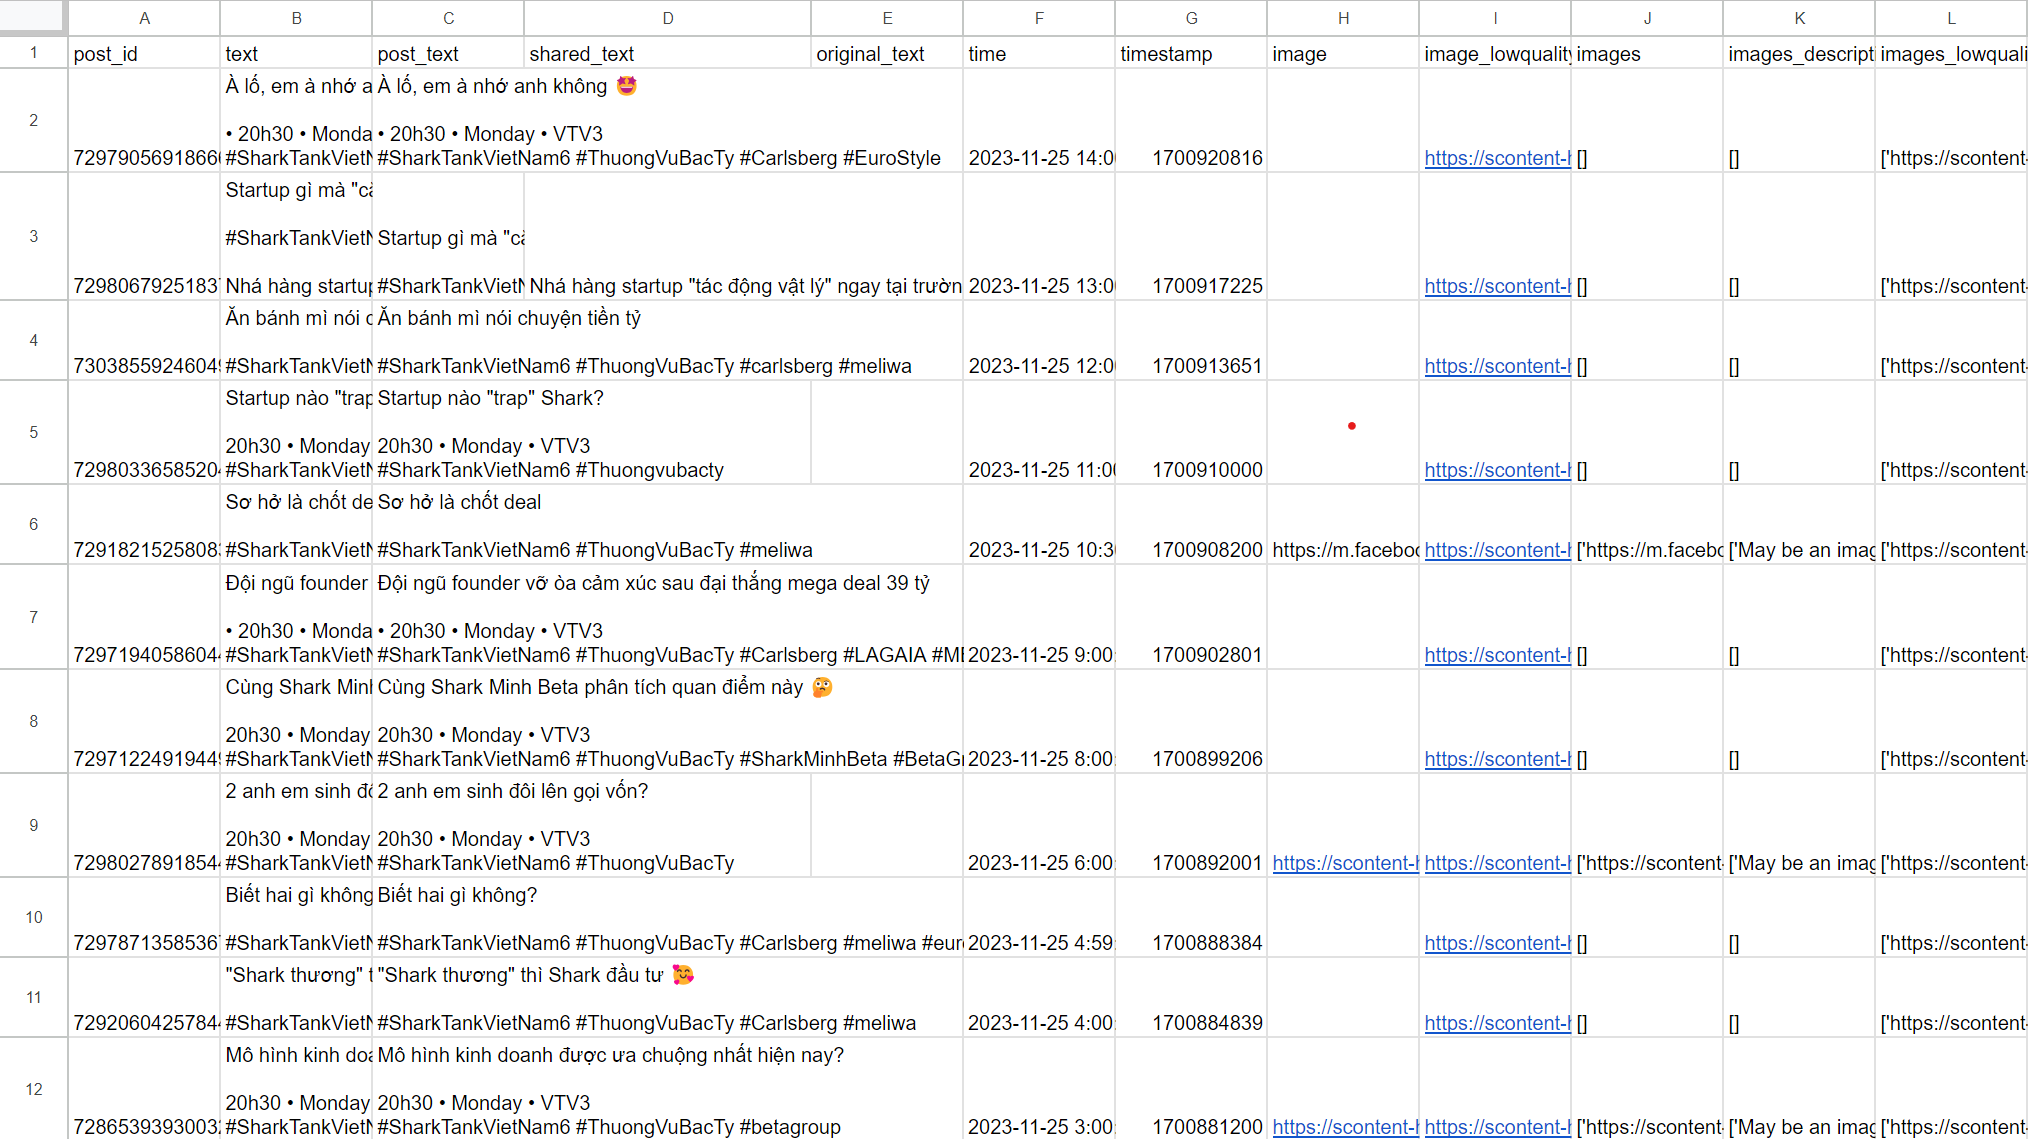 A B C D E F G H I J K L
1 post_id text post_text shared_text original_text time timestamp image image_lowquality images images_descript images_lowquali
À lố, em à nhớ a À lố, em à nhớ anh không 🤩
2
• 20h30 • Monda • 20h30 • Monday • VTV3
7297905691866 #SharkTankVietN #SharkTankVietNam6 #ThuongVuBacTy #Carlsberg #EuroStyle 2023-11-25 14:0 1700920816 https://scontent-h [] [] ['https://scontent-
Startup gì mà "cà
3
#SharkTankVietN Startup gì mà "cà
7298067925183 Nhá hàng startup #SharkTankVietN Nhá hàng startup "tác động vật lý" ngay tại trườn 2023-11-25 13:0 1700917225 https://scontent-h [] [] ['https://scontent-
Ăn bánh mì nói c Ăn bánh mì nói chuyện tiền tỷ
4
7303855924604 #SharkTankVietN #SharkTankVietNam6 #ThuongVuBacTy #carlsberg #meliwa 2023-11-25 12:0 1700913651 https://scontent-h [] [] ['https://scontent-
Startup nào "trap Startup nào "trap" Shark?
5
20h30 • Monday 20h30 • Monday • VTV3
7298033658520 #SharkTankVietN #SharkTankVietNam6 #Thuongvubacty 2023-11-25 11:0 1700910000 https://scontent-h [] [] ['https://scontent-
Sơ hở là chốt de Sơ hở là chốt deal
6
7291821525808 #SharkTankVietN #SharkTankVietNam6 #ThuongVuBacTy #meliwa 2023-11-25 10:3 1700908200 https://m.faceboo https://scontent-h ['https://m.facebo ['May be an imag ['https://scontent-
Đội ngũ founder Đội ngũ founder vỡ òa cảm xúc sau đại thắng mega deal 39 tỷ
7
• 20h30 • Monda • 20h30 • Monday • VTV3
7297194058604 #SharkTankVietN #SharkTankVietNam6 #ThuongVuBacTy #Carlsberg #LAGAIA #ME 2023-11-25 9:00: 1700902801 https://scontent-h [] [] ['https://scontent-
Cùng Shark Minh Cùng Shark Minh Beta phân tích quan điểm này 🤔
8
20h30 • Monday 20h30 • Monday • VTV3
7297122491944 #SharkTankVietN #SharkTankVietNam6 #ThuongVuBacTy #SharkMinhBeta #BetaG 2023-11-25 8:00: 1700899206 https://scontent-h [] [] ['https://scontent-
2 anh em sinh đô 2 anh em sinh đôi lên gọi vốn?
9
20h30 • Monday 20h30 • Monday • VTV3
7298027891854 #SharkTankVietN #SharkTankVietNam6 #ThuongVuBacTy 2023-11-25 6:00: 1700892001 https://scontent-h https://scontent-h ['https://scontent- ['May be an imag ['https://scontent-
Biết hai gì không Biết hai gì không?
10
7297871358536 #SharkTankVietN #SharkTankVietNam6 #ThuongVuBacTy #Carlsberg #meliwa #eur 2023-11-25 4:59: 1700888384 https://scontent-h [] [] ['https://scontent-
"Shark thương" t "Shark thương" thì Shark đầu tư 🥰
11
7292060425784 #SharkTankVietN #SharkTankVietNam6 #ThuongVuBacTy #Carlsberg #meliwa 2023-11-25 4:00: 1700884839 https://scontent-h [] [] ['https://scontent-
Mô hình kinh doa Mô hình kinh doanh được ưa chuộng nhất hiện nay?
12
20h30 • Monday 20h30 • Monday • VTV3
7286539393003 #SharkTankVietN #SharkTankVietNam6 #ThuongVuBacTy #betagroup 2023-11-25 3:00: 1700881200 https://scontent-h https://scontent-h ['https://scontent- ['May be an imag ['https://scontent-